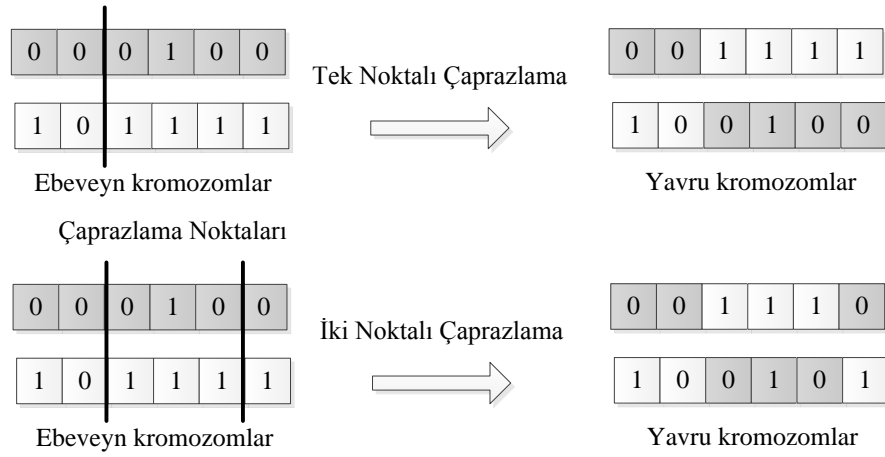 0 0 0 1 0 0
1 0 1 1 1 1
Ebeveyn kromozomlar
Tek Noktalı Çaprazlama
0 0 1 1 1 1
1 0 0 1 0 0
Yavru kromozomlar
Çaprazlama Noktaları
0 0 0 1 0 0
1 0 1 1 1 1
Ebeveyn kromozomlar
İki Noktalı Çaprazlama
0 0 1 1 1 0
1 0 0 1 0 1
Yavru kromozomlar